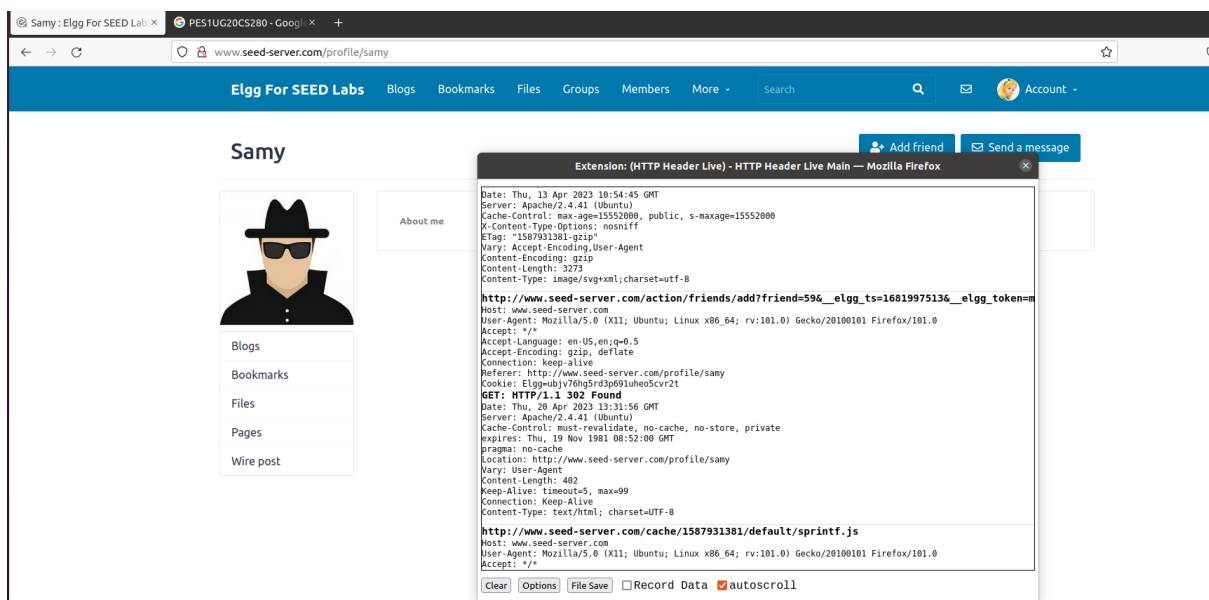 Samy : Elgg For SEED Lab
PES1UG20CS280 - Googl
www.seed-server.com/profile/samy
Elgg For SEED Labs Blogs Bookmarks Files Groups Members More Search Account
Samy
Add friend Send a message
Extension: (HTTP Header Live) - HTTP Header Live Main — Mozilla Firefox
Date: Thu, 13 Apr 2023 10:54:45 GMT
Server: Apache/2.4.41 (Ubuntu)
Cache-Control: max-age=15552000, public, s-maxage=15552000
X-Content-Type-Options: nosniff
ETag: "1587931381-gzip"
Vary: Accept-Encoding,User-Agent
Content-Encoding: gzip
Content-Length: 3273
Content-Type: image/svg+xml;charset=utf-8
http://www.seed-server.com/action/friends/add?friend=59&__elgg_ts=1681997513&__elgg_token=m
Host: www.seed-server.com
User-Agent: Mozilla/5.0 (X11; Ubuntu; Linux x86_64; rv:101.0) Gecko/20100101 Firefox/101.0
Accept: */*
Accept-Language: en-US,en;q=0.5
Accept-Encoding: gzip, deflate
Connection: keep-alive
Referer: http://www.seed-server.com/profile/samy
Cookie: Elgg=ubjv76hg5rd3p691uheo5cvr2t
GET: HTTP/1.1 302 Found
Date: Thu, 20 Apr 2023 13:31:56 GMT
Server: Apache/2.4.41 (Ubuntu)
Cache-Control: must-revalidate, no-cache, no-store, private
expires: Thu, 19 Nov 1981 08:52:00 GMT
pragma: no-cache
Location: http://www.seed-server.com/profile/samy
Vary: User-Agent
Content-Length: 402
Keep-Alive: timeout=5, max=99
Connection: Keep-Alive
Content-Type: text/html; charset=UTF-8
http://www.seed-server.com/cache/1587931381/default/sprintf.js
Host: www.seed-server.com
User-Agent: Mozilla/5.0 (X11; Ubuntu; Linux x86_64; rv:101.0) Gecko/20100101 Firefox/101.0
Accept: */*
Clear Options File Save Record Data autoscroll
About me
Blogs
Bookmarks
Files
Pages
Wire post